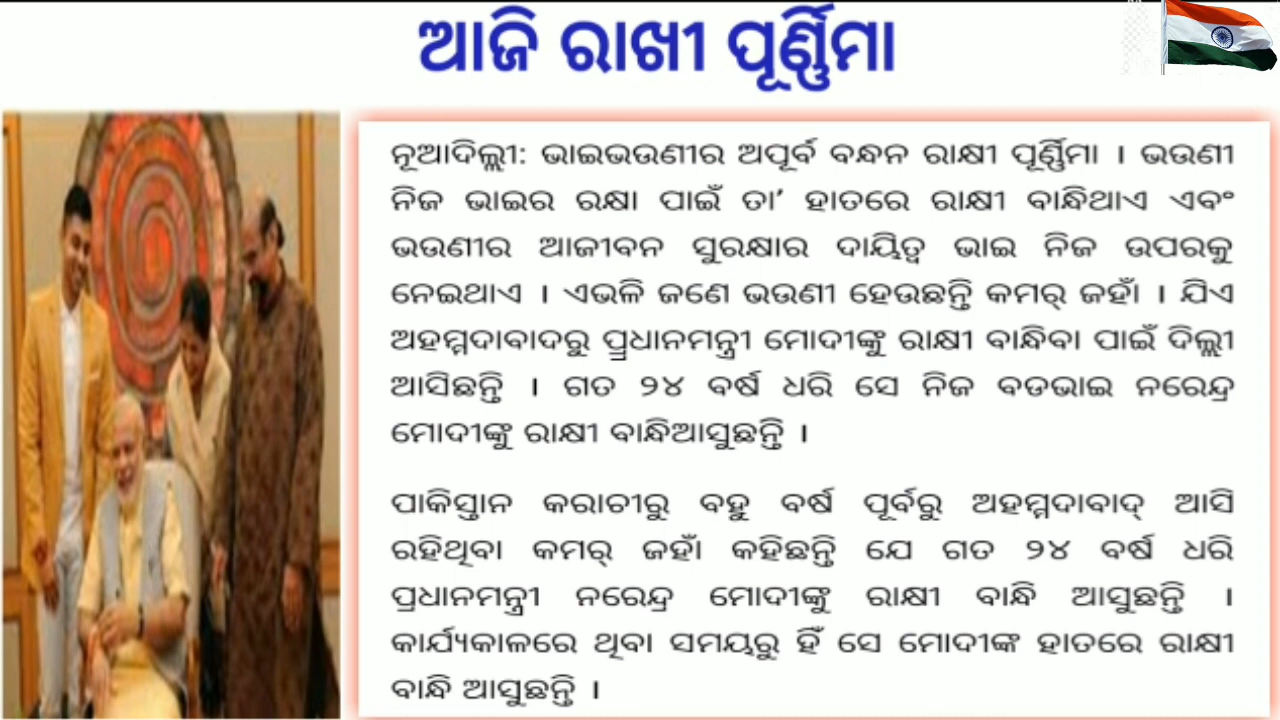 ଆଜି ରାଖୀ ପୂର୍ଣ୍ଣିମା
ନୂଆଦିଲ୍ଲୀ: ଭାଇଭଉଣୀର ଅପୂର୍ବ ବନ୍ଧନ ରାକ୍ଷୀ ପୂର୍ଣ୍ଣିମା । ଭଉଣୀ
ନିଜ ଭାଇର ରକ୍ଷା ପାଇଁ ତା’ ହାତରେ ରାକ୍ଷୀ ବାନ୍ଧିଥାଏ ଏବଂ
ଭଉଣୀର ଆଜୀବନ ସୁରକ୍ଷାର ଦାୟିତ୍ୱ ଭାଇ ନିଜ ଉପରକୁ
ନେଇଥାଏ । ଏଭଳି ଜଣେ ଭଉଣୀ ହେଉଛନ୍ତି କମର୍ ଜହାଁ । ଯିଏ
ଅହମ୍ମଦାବାଦରୁ ପ୍ରଧାନମନ୍ତ୍ରୀ ମୋଦୀଙ୍କୁ ରାକ୍ଷୀ ବାନ୍ଧିବା ପାଇଁ ଦିଲ୍ଲୀ
ଆସିଛନ୍ତି । ଗତ ୨୪ ବର୍ଷ ଧରି ସେ ନିଜ ବଡଭାଇ ନରେନ୍ଦ୍ର
ମୋଦୀଙ୍କୁ ରାକ୍ଷୀ ବାନ୍ଧିଆସୁଛନ୍ତି ।
ପାକିସ୍ତାନ କରାଚୀରୁ ବହୁ ବର୍ଷ ପୂର୍ବରୁ ଅହମ୍ମଦାବାଦ୍ ଆସି
ରହିଥିବା କମର୍ ଜହାଁ କହିଛନ୍ତି ଯେ ଗତ ୨୪ ବର୍ଷ ଧରି
ପ୍ରଧାନମନ୍ତ୍ରୀ ନରେନ୍ଦ୍ର ମୋଦୀଙ୍କୁ ରାକ୍ଷୀ ବାନ୍ଧି ଆସୁଛନ୍ତି ।
କାର୍ଯ୍ୟକାଳରେ ଥିବା ସମୟରୁ ହିଁ ସେ ମୋଦୀଙ୍କ ହାତରେ ରାକ୍ଷୀ
ବାନ୍ଧି ଆସୁଛନ୍ତି ।